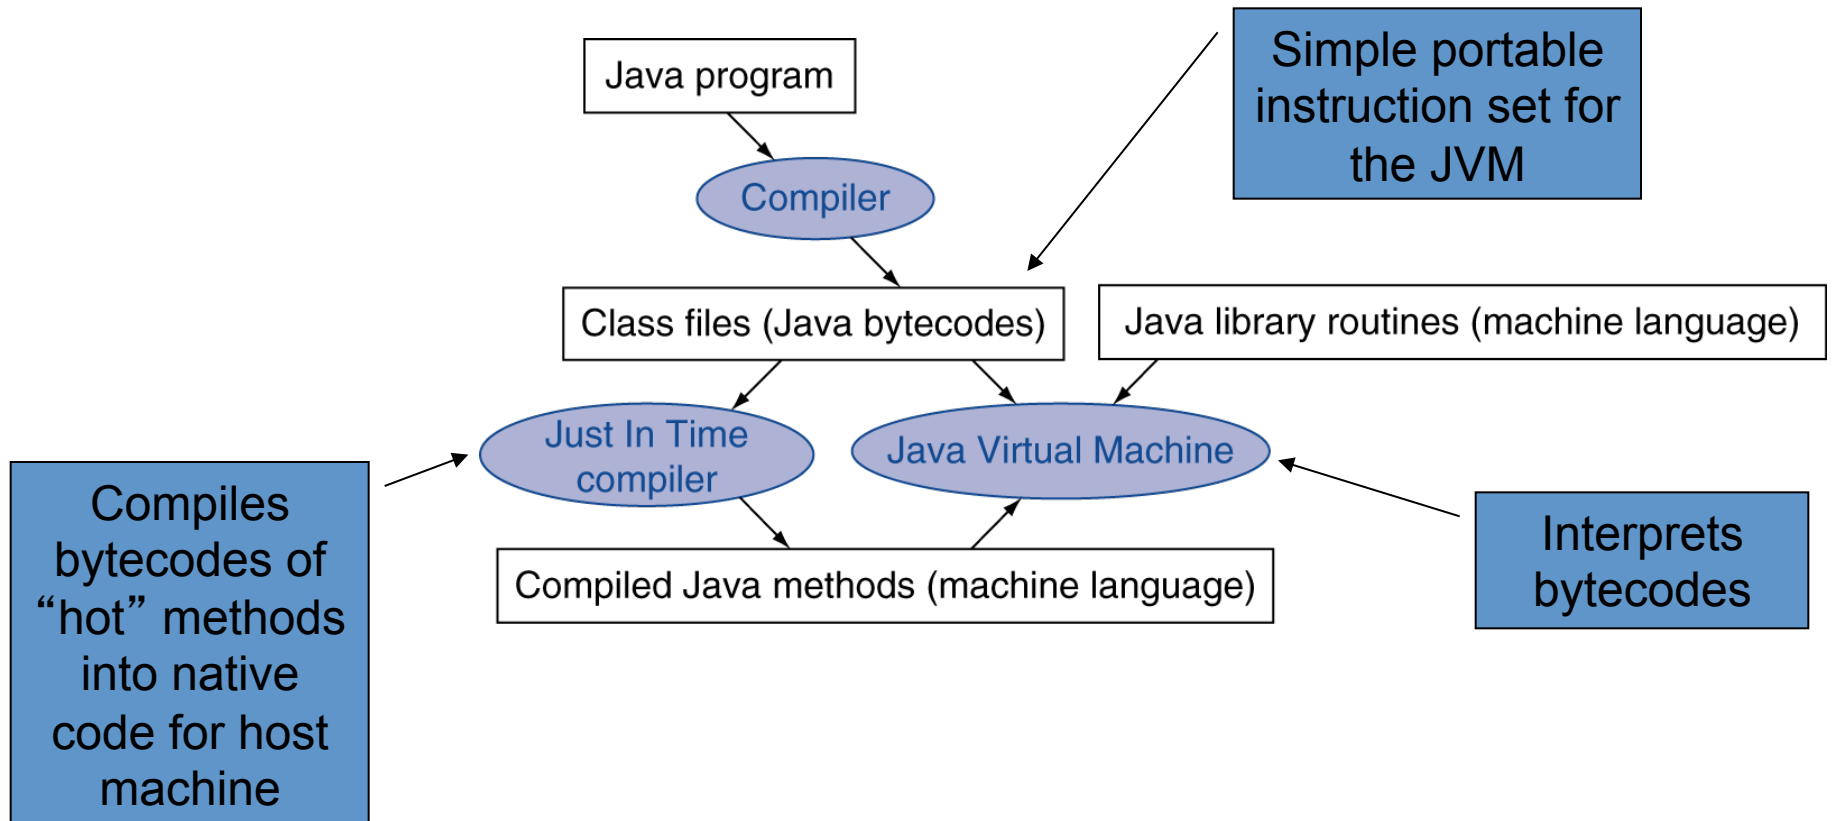 Java program
Simple portable
instruction set for
the JVM
Compiler
Class files (Java bytecodes)
Java library routines (machine language)
Just In Time
compiler
Java Virtual Machine
Compiles
bytecodes of
“hot” methods
into native
code for host
machine
Interprets
bytecodes
Compiled Java methods (machine language)